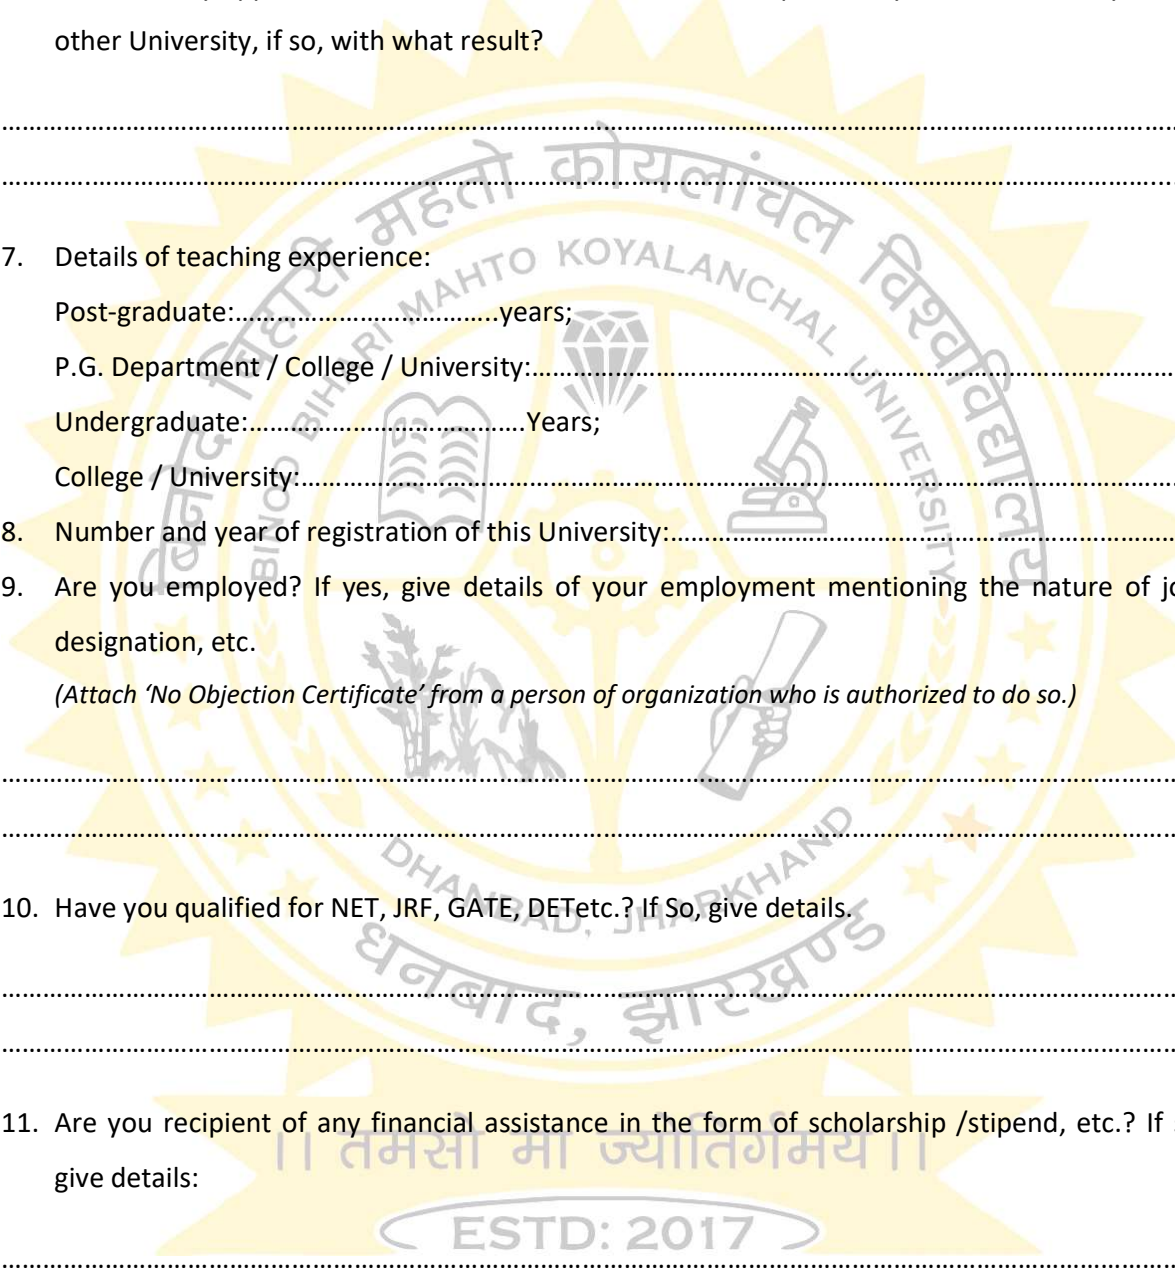 other University, if so, with what result?
……………………………………………………………………………………………………………………………………
……………………………………………………………………………………………………………………………………
विनोद बिहारी महतो कोयलांचल विश्वविद्यालय
BINOD BIHARI MAHTO KOYALANCHAL UNIVERSITY
7. Details of teaching experience:
Post-graduate:…………………………………..years;
P.G. Department / College / University:……………………………………………………………………………
Undergraduate:………………………………….Years;
College / University:……………………………………………………………………………………………………
8. Number and year of registration of this University:………………………………………………………
9. Are you employed? If yes, give details of your employment mentioning the nature of
designation, etc.
(Attach ‘No Objection Certificate’ from a person of organization who is authorized to do so.)
……………………………………………………………………………………………………………………………………
……………………………………………………………………………………………………………………………………
DHANBAD, JHARKHAND
10. Have you qualified for NET, JRF, GATE, DETetc.? If So, give details.
धनबाद, झारखण्ड
……………………………………………………………………………………………………………………………………
……………………………………………………………………………………………………………………………………
11. Are you recipient of any financial assistance in the form of scholarship /stipend, etc.? If
|| तमसो मा ज्योतिर्गमय ||
give details:
ESTD: 2017
……………………………………………………………………………………………………………………………………